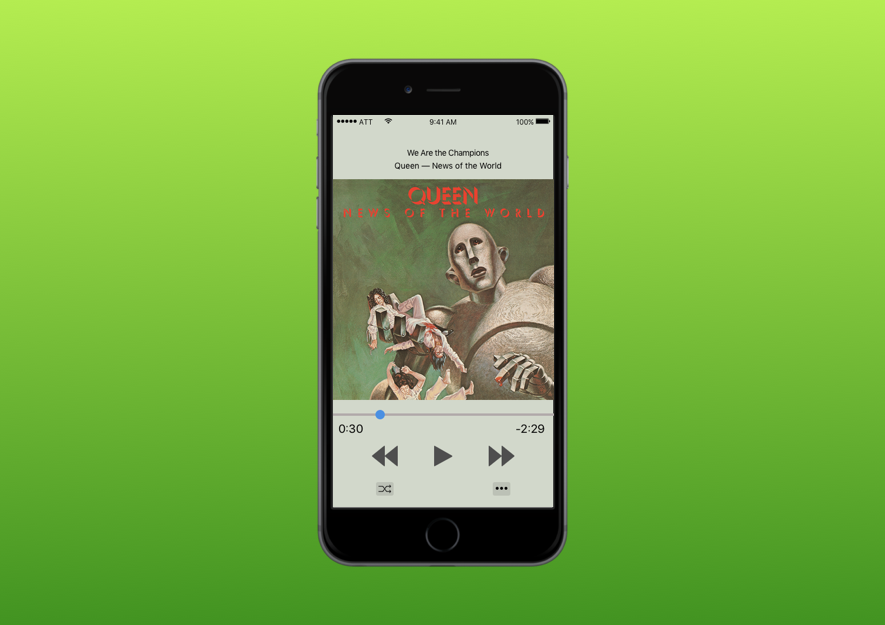 ATT 9:41 AM 100%
We Are the Champions
Queen — News of the World
QUEEN
NEWS OF THE WORLD
0:30 -2:29